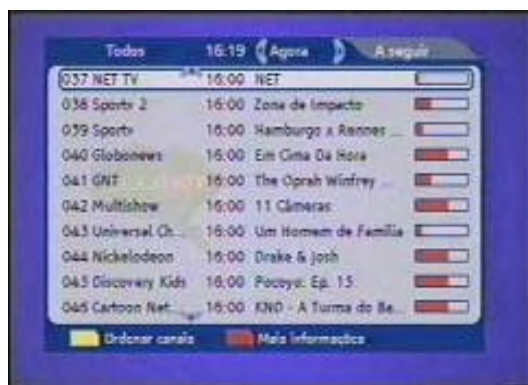 Todos 16:19 Agora A seguir
037 NET TV 16:00 NET
038 Sportv 2 16:00 Zona de Impacto
039 Sportv 16:00 Hamburgo x Rennes ...
040 Globonews 16:00 Em Cima Da Hora
041 GNT 16:00 The Oprah Winfrey ...
042 Multishow 16:00 11 Câmeras
043 Universal Ch... 16:00 Um Homem de Família
044 Nickelodeon 16:00 Drake & Josh
045 Discovery Kids 16:00 Pocoyo: Ep. 15
046 Cartoon Net... 16:00 KND - A Turma do Ba...
Ordenar canais Mais informações